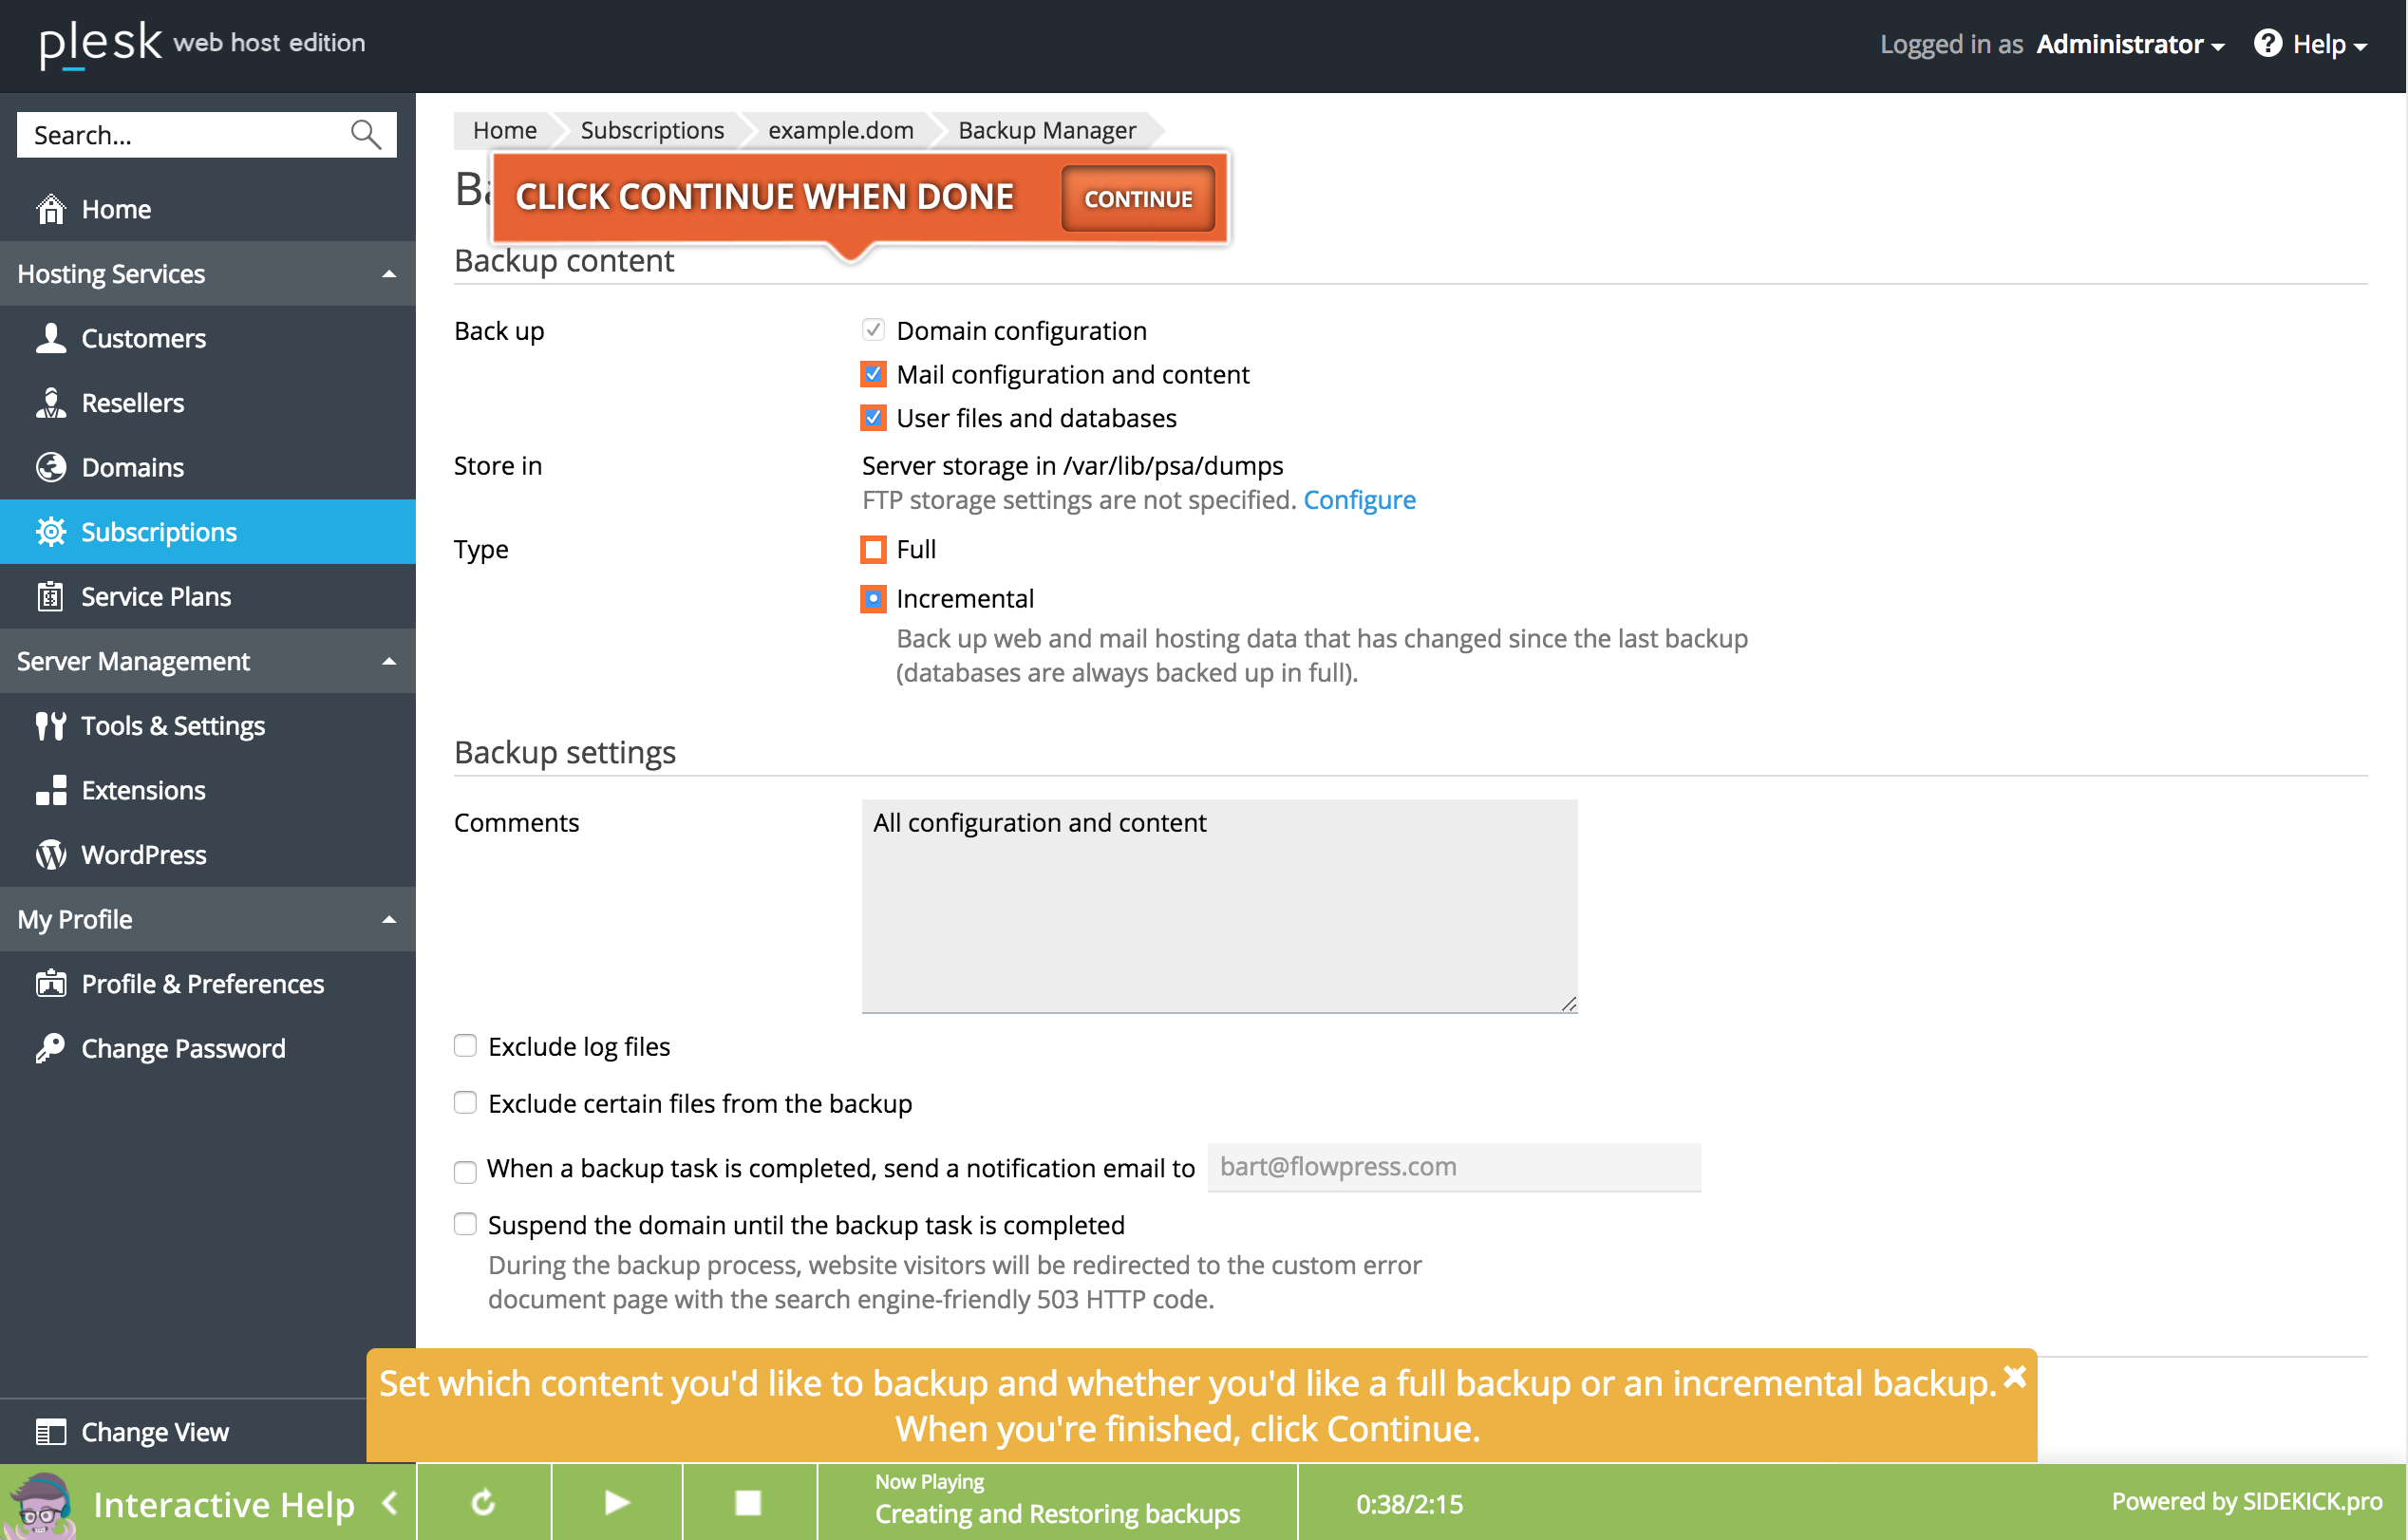 plesk web host edition
Logged in as Administrator
Help
Search...
Home
Hosting Services
Customers
Resellers
Domains
Subscriptions
Service Plans
Server Management
Tools & Settings
Extensions
WordPress
My Profile
Profile & Preferences
Change Password
Change View
Home
Subscriptions
example.dom
Backup Manager
CLICK CONTINUE WHEN DONE
CONTINUE
Backup content
Back up
Domain configuration
Mail configuration and content
User files and databases
Store in
Server storage in /var/lib/psa/dumps
FTP storage settings are not specified. Configure
Type
Full
Incremental
Back up web and mail hosting data that has changed since the last backup
(databases are always backed up in full).
Backup settings
Comments
All configuration and content
Exclude log files
Exclude certain files from the backup
When a backup task is completed, send a notification email to
bart@flowpress.com
Suspend the domain until the backup task is completed
During the backup process, website visitors will be redirected to the custom error
document page with the search engine-friendly 503 HTTP code.
Set which content you'd like to backup and whether you'd like a full backup or an incremental backup.
When you're finished, click Continue.
Interactive Help
Now Playing
Creating and Restoring backups
0:38/2:15
Powered by SIDEKICK.pro